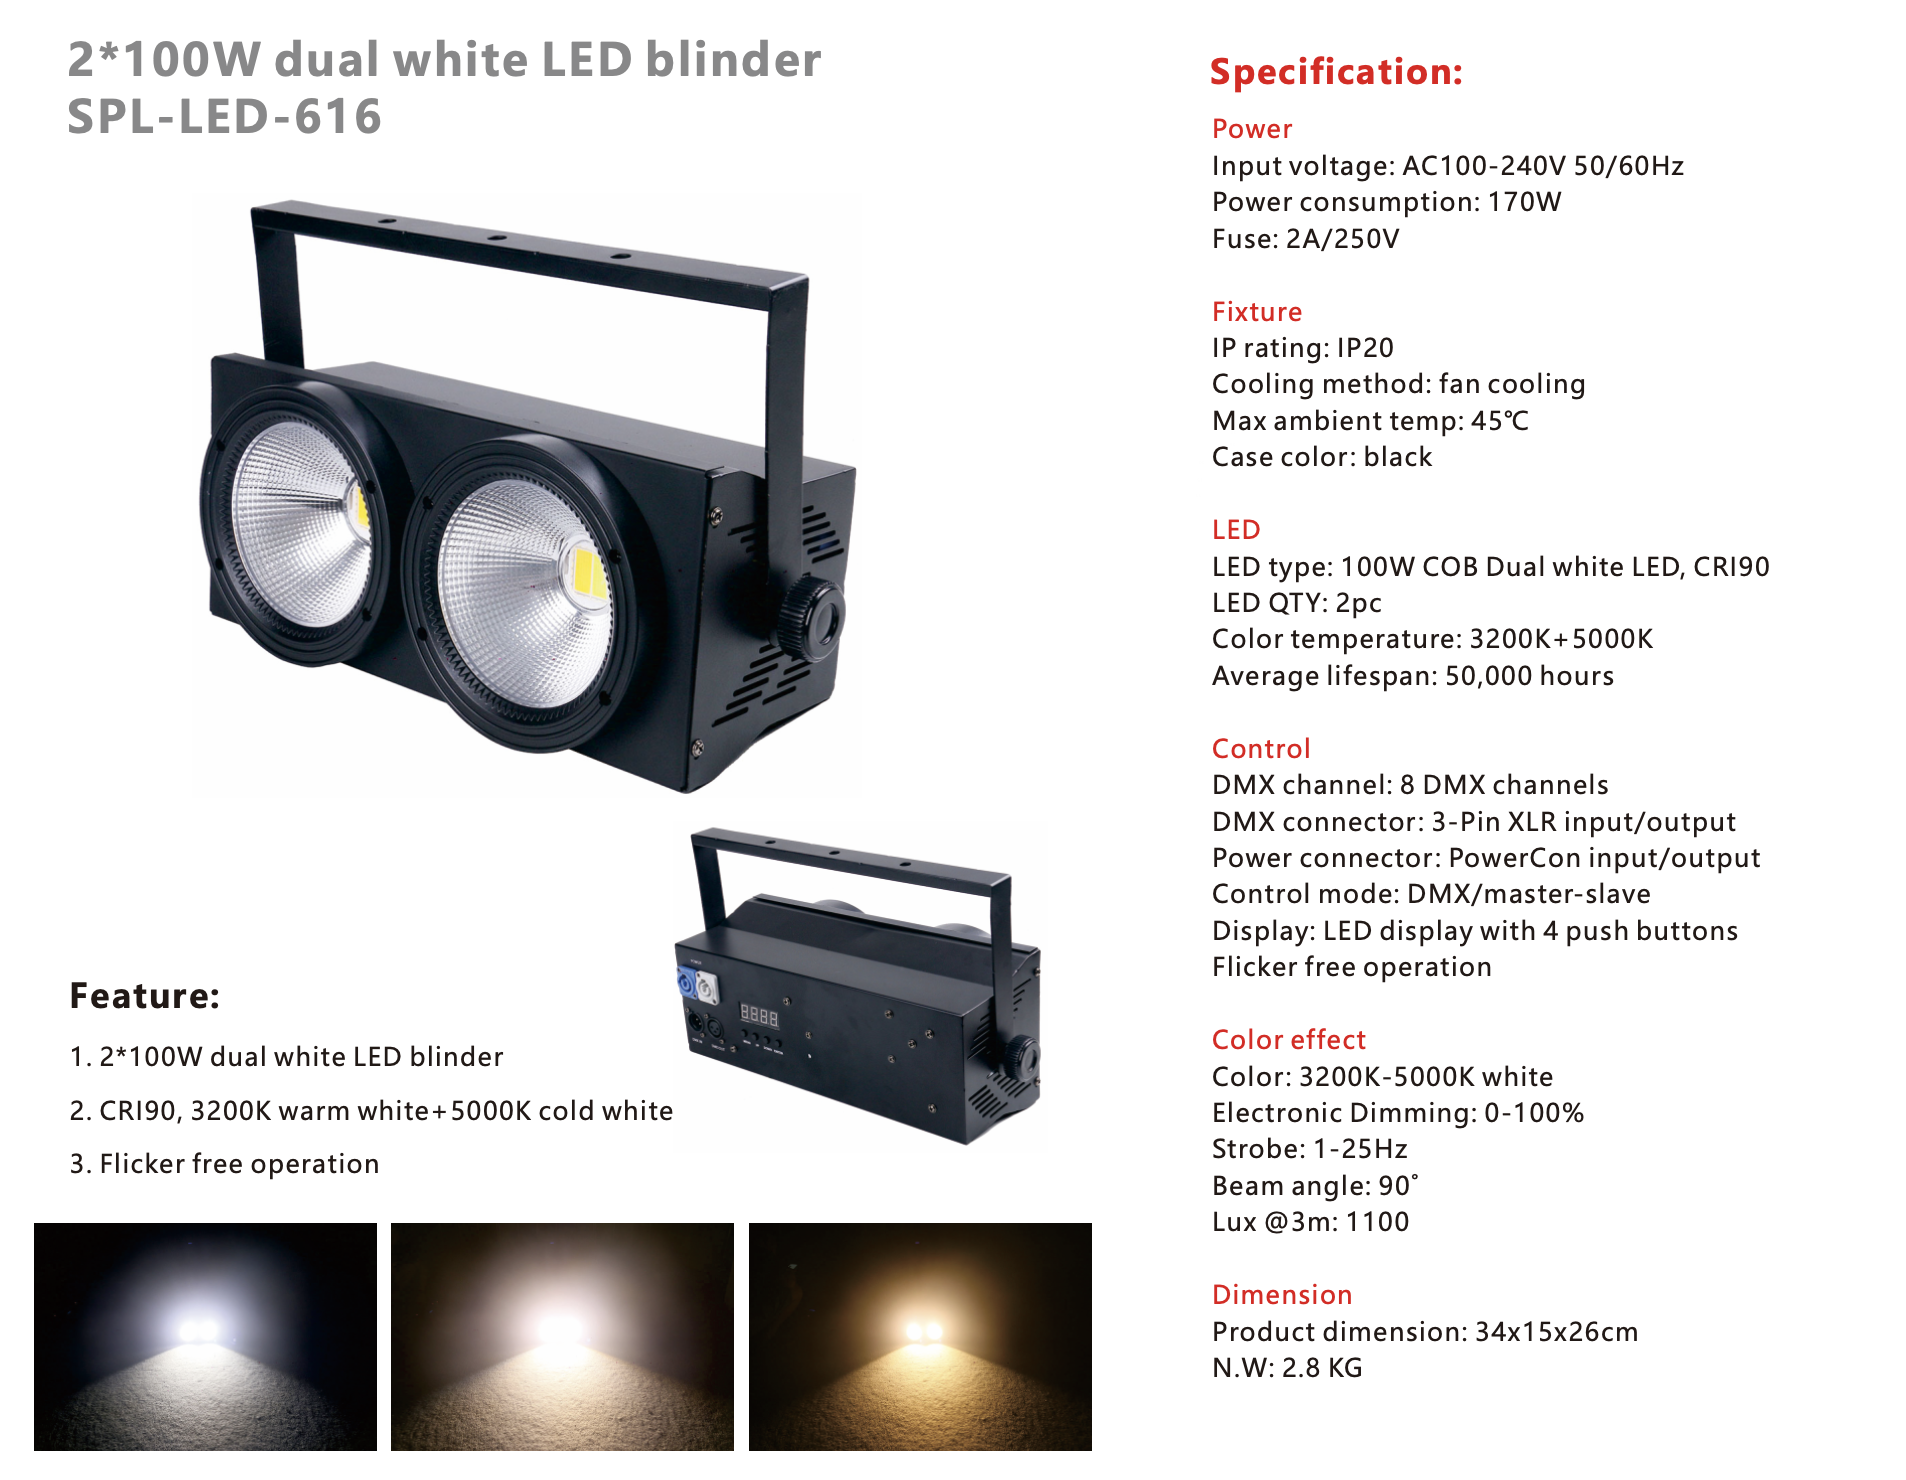 2*100W dual white LED blinder
SPL-LED-616
Feature:
1. 2*100W dual white LED blinder
2. CRI90, 3200K warm white+5000K cold white
3. Flicker free operation
Specification:
Power
Input voltage: AC100-240V 50/60Hz
Power consumption: 170W
Fuse: 2A/250V
Fixture
IP rating: IP20
Cooling method: fan cooling
Max ambient temp: 45℃
Case color: black
LED
LED type: 100W COB Dual white LED, CRI90
LED QTY: 2pc
Color temperature: 3200K+5000K
Average lifespan: 50,000 hours
Control
DMX channel: 8 DMX channels
DMX connector: 3-Pin XLR input/output
Power connector: PowerCon input/output
Control mode: DMX/master-slave
Display: LED display with 4 push buttons
Flicker free operation
Color effect
Color: 3200K-5000K white
Electronic Dimming: 0-100%
Strobe: 1-25Hz
Beam angle: 90°
Lux @3m: 1100
Dimension
Product dimension: 34x15x26cm
N.W: 2.8 KG